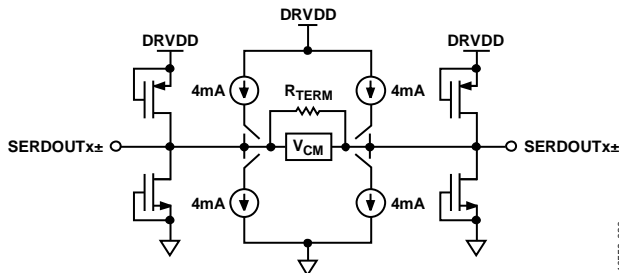 DRVDD
DRVDD
DRVDD
4mA
RTERM
4mA
SERDOUTx±
VCM
SERDOUTx±
4mA
4mA